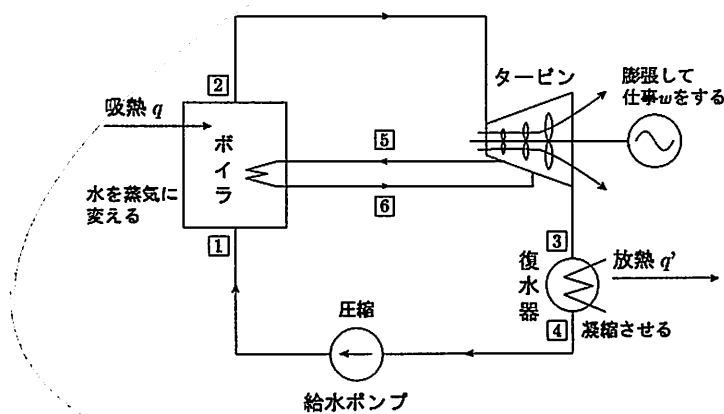 2
タービン
膨張して
仕事wをする
吸熱 q
ボイラ
5
水を蒸気に
変える
6
1
3
復水器
放熱 q'
4
凝縮させる
圧縮
給水ポンプ